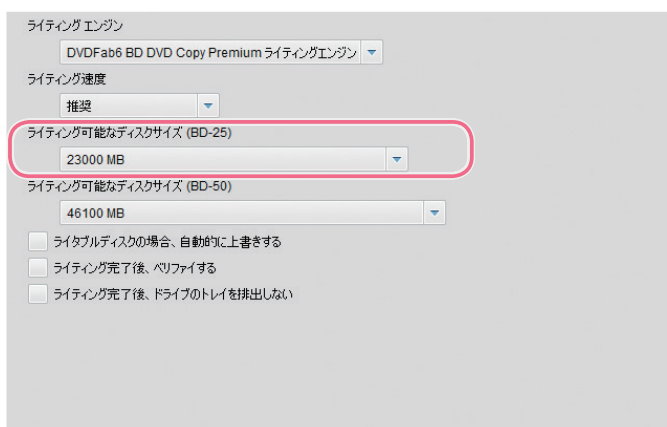 ライティング エンジン
DVDFab6 BD DVD Copy Premium ライティングエンジン
ライティング速度
推奨
ライティング可能なディスクサイズ (BD-25)
23000 MB
ライティング可能なディスクサイズ (BD-50)
46100 MB
ライタブルディスクの場合、自動的に上書きする
ライティング完了後、ベリファイする
ライティング完了後、ドライブのトレイを排出しない